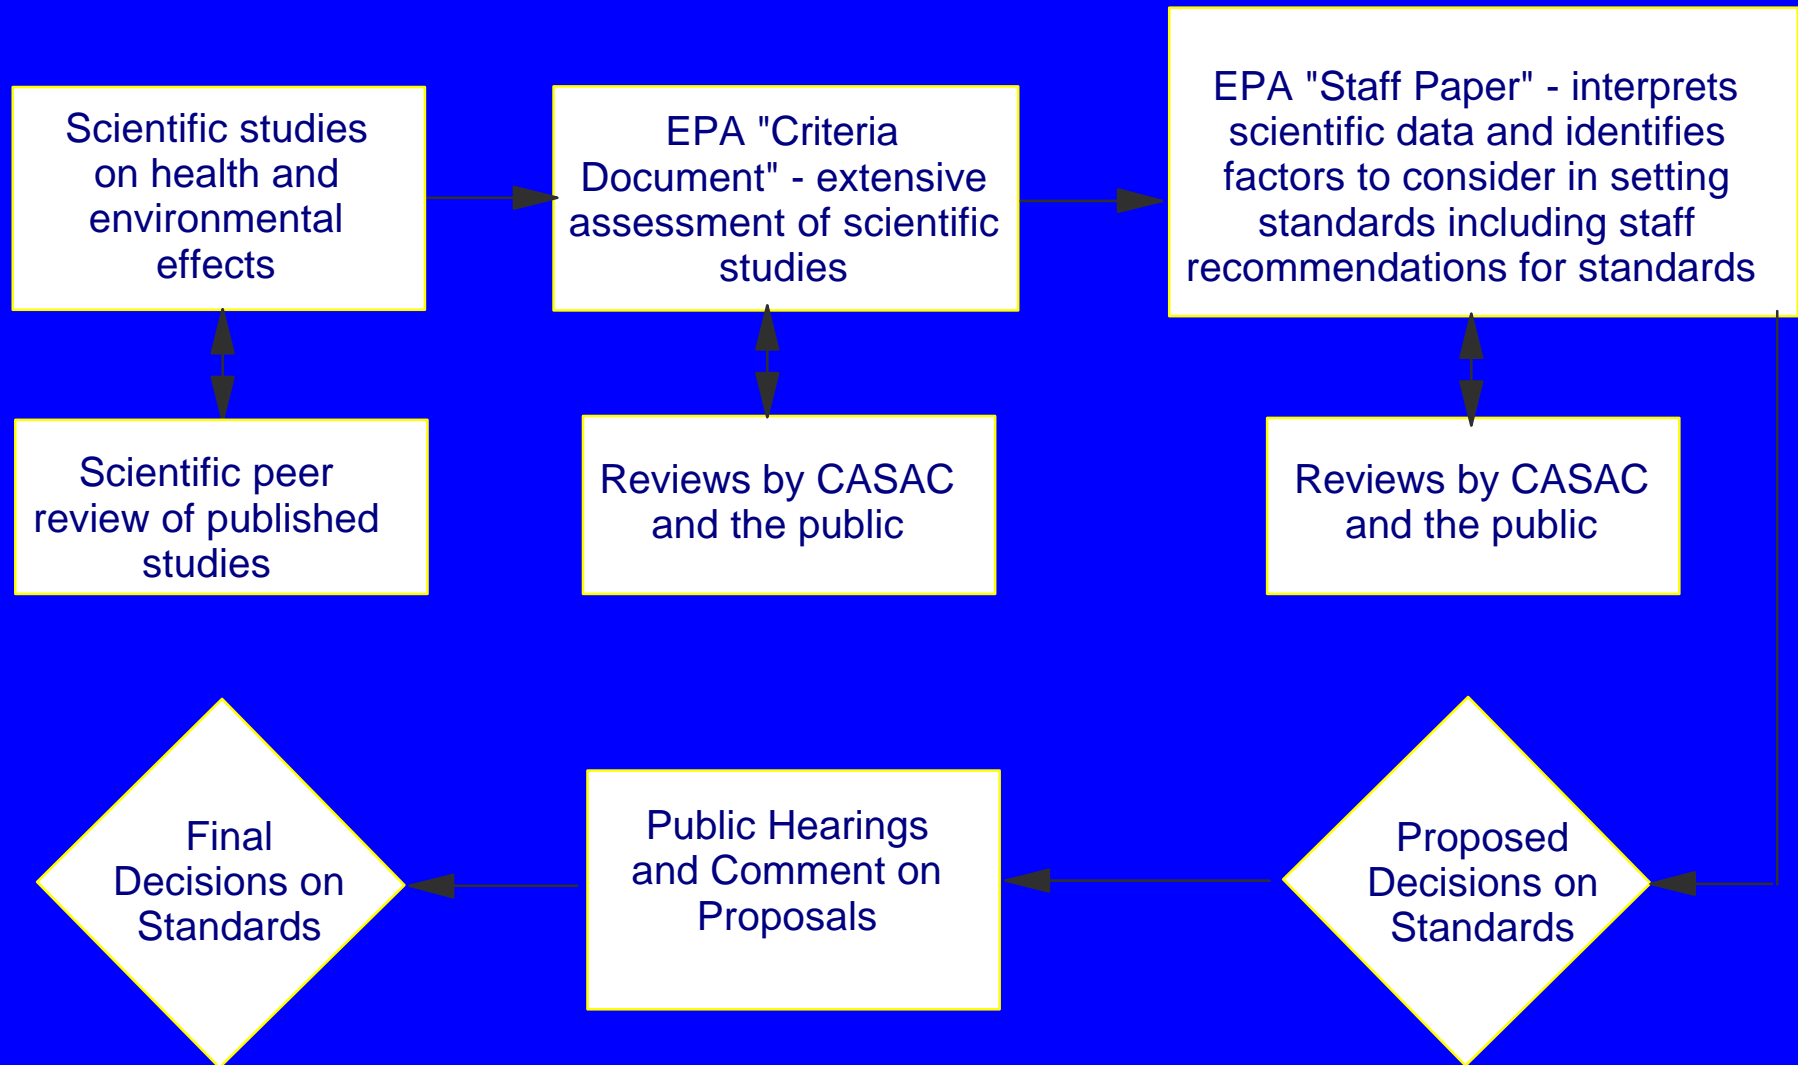 Scientific studies
on health and
environmental
effects
EPA "Criteria
Document" - extensive
assessment of scientific
studies
EPA "Staff Paper" - interprets
scientific data and identifies
factors to consider in setting
standards including staff
recommendations for standards
Scientific peer
review of published
studies
Reviews by CASAC
and the public
Reviews by CASAC
and the public
Proposed
Decisions on
Standards
Public Hearings
and Comment on
Proposals
Final
Decisions on
Standards